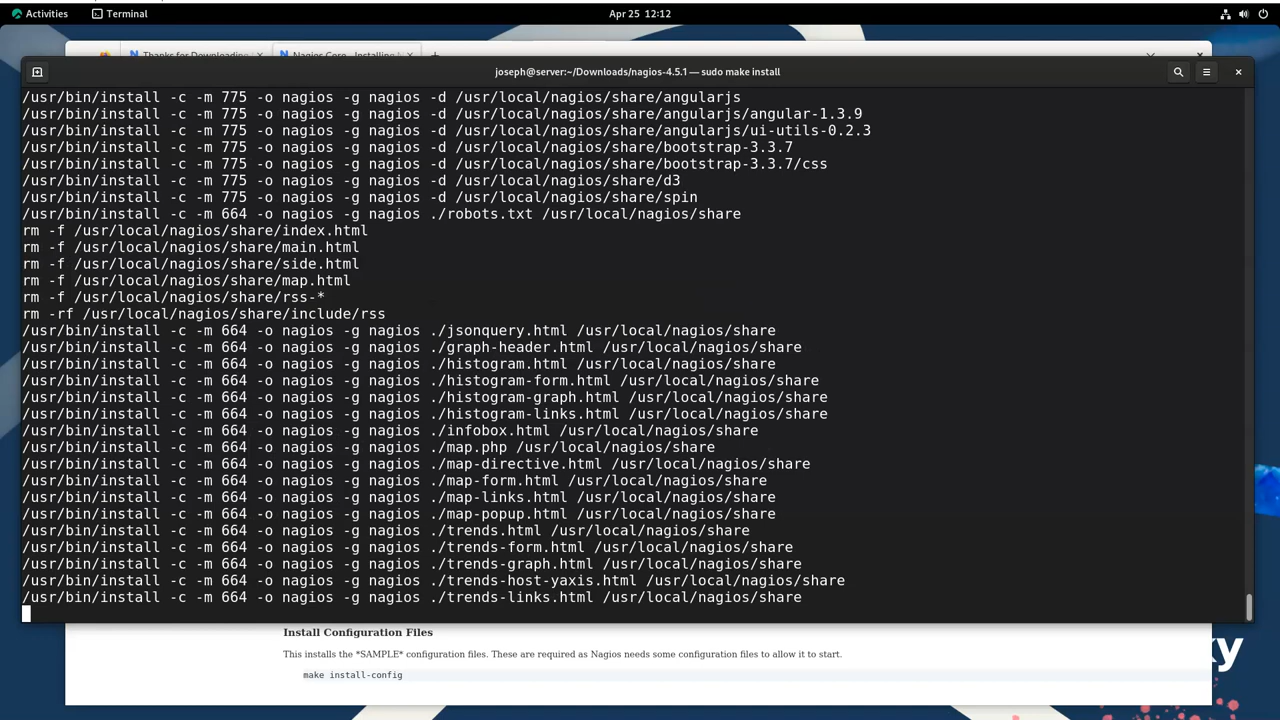 Activities
Terminal
Apr 25 12:12
Thanks for Downloading
Nagios Core - Installing
joseph@server:~/Downloads/nagios-4.5.1 — sudo make install
/usr/bin/install -c -m 775 -o nagios -g nagios -d /usr/local/nagios/share/angularjs
/usr/bin/install -c -m 775 -o nagios -g nagios -d /usr/local/nagios/share/angularjs/angular-1.3.9
/usr/bin/install -c -m 775 -o nagios -g nagios -d /usr/local/nagios/share/angularjs/ui-utils-0.2.3
/usr/bin/install -c -m 775 -o nagios -g nagios -d /usr/local/nagios/share/bootstrap-3.3.7
/usr/bin/install -c -m 775 -o nagios -g nagios -d /usr/local/nagios/share/bootstrap-3.3.7/css
/usr/bin/install -c -m 775 -o nagios -g nagios -d /usr/local/nagios/share/d3
/usr/bin/install -c -m 775 -o nagios -g nagios -d /usr/local/nagios/share/spin
/usr/bin/install -c -m 664 -o nagios -g nagios ./robots.txt /usr/local/nagios/share
rm -f /usr/local/nagios/share/index.html
rm -f /usr/local/nagios/share/main.html
rm -f /usr/local/nagios/share/side.html
rm -f /usr/local/nagios/share/map.html
rm -f /usr/local/nagios/share/rss-*
rm -rf /usr/local/nagios/share/include/rss
/usr/bin/install -c -m 664 -o nagios -g nagios ./jsonquery.html /usr/local/nagios/share
/usr/bin/install -c -m 664 -o nagios -g nagios ./graph-header.html /usr/local/nagios/share
/usr/bin/install -c -m 664 -o nagios -g nagios ./histogram.html /usr/local/nagios/share
/usr/bin/install -c -m 664 -o nagios -g nagios ./histogram-form.html /usr/local/nagios/share
/usr/bin/install -c -m 664 -o nagios -g nagios ./histogram-graph.html /usr/local/nagios/share
/usr/bin/install -c -m 664 -o nagios -g nagios ./histogram-links.html /usr/local/nagios/share
/usr/bin/install -c -m 664 -o nagios -g nagios ./infobox.html /usr/local/nagios/share
/usr/bin/install -c -m 664 -o nagios -g nagios ./map.php /usr/local/nagios/share
/usr/bin/install -c -m 664 -o nagios -g nagios ./map-directive.html /usr/local/nagios/share
/usr/bin/install -c -m 664 -o nagios -g nagios ./map-form.html /usr/local/nagios/share
/usr/bin/install -c -m 664 -o nagios -g nagios ./map-links.html /usr/local/nagios/share
/usr/bin/install -c -m 664 -o nagios -g nagios ./map-popup.html /usr/local/nagios/share
/usr/bin/install -c -m 664 -o nagios -g nagios ./trends.html /usr/local/nagios/share
/usr/bin/install -c -m 664 -o nagios -g nagios ./trends-form.html /usr/local/nagios/share
/usr/bin/install -c -m 664 -o nagios -g nagios ./trends-graph.html /usr/local/nagios/share
/usr/bin/install -c -m 664 -o nagios -g nagios ./trends-host-yaxis.html /usr/local/nagios/share
/usr/bin/install -c -m 664 -o nagios -g nagios ./trends-links.html /usr/local/nagios/share
Install Configuration Files
This installs the *SAMPLE* configuration files. These are required as Nagios needs some configuration files to allow it to start.
make install-config
ky